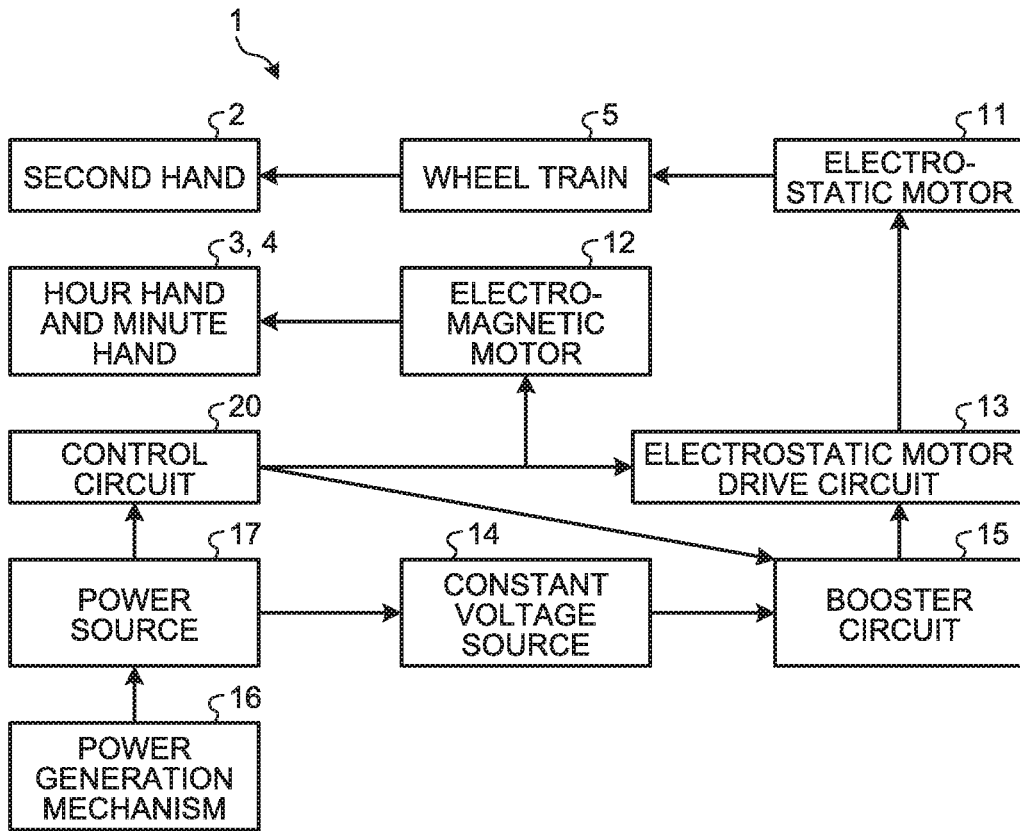 1
2
5
11
SECOND HAND
WHEEL TRAIN
ELECTRO-
STATIC MOTOR
3, 4
12
HOUR HAND
AND MINUTE
HAND
ELECTRO-
MAGNETIC
MOTOR
20
13
CONTROL
CIRCUIT
ELECTROSTATIC MOTOR
DRIVE CIRCUIT
17
14
15
POWER
SOURCE
CONSTANT
VOLTAGE
SOURCE
BOOSTER
CIRCUIT
16
POWER
GENERATION
MECHANISM